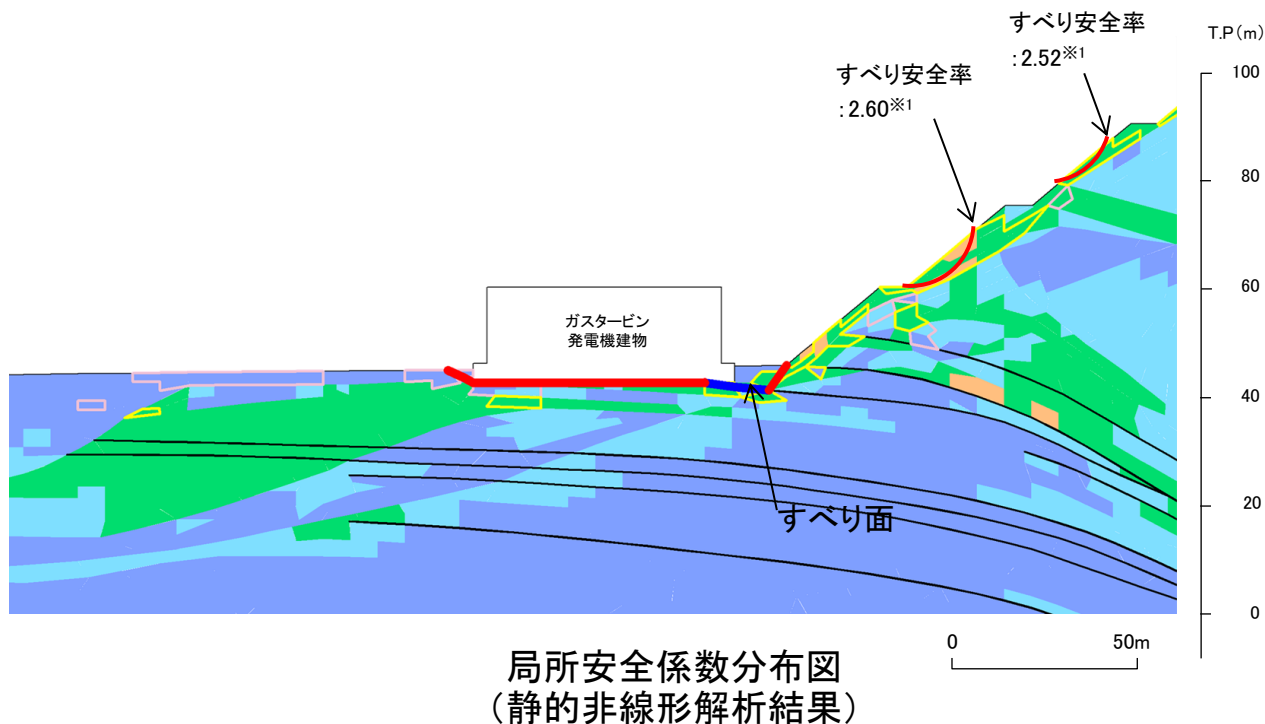 すべり安全率
:2.52※1
すべり安全率
:2.60※1
T.P(m)
100
80
60
40
20
0
ガスタービン
発電機建物
すべり面
0 50m
局所安全係数分布図
(静的非線形解析結果)